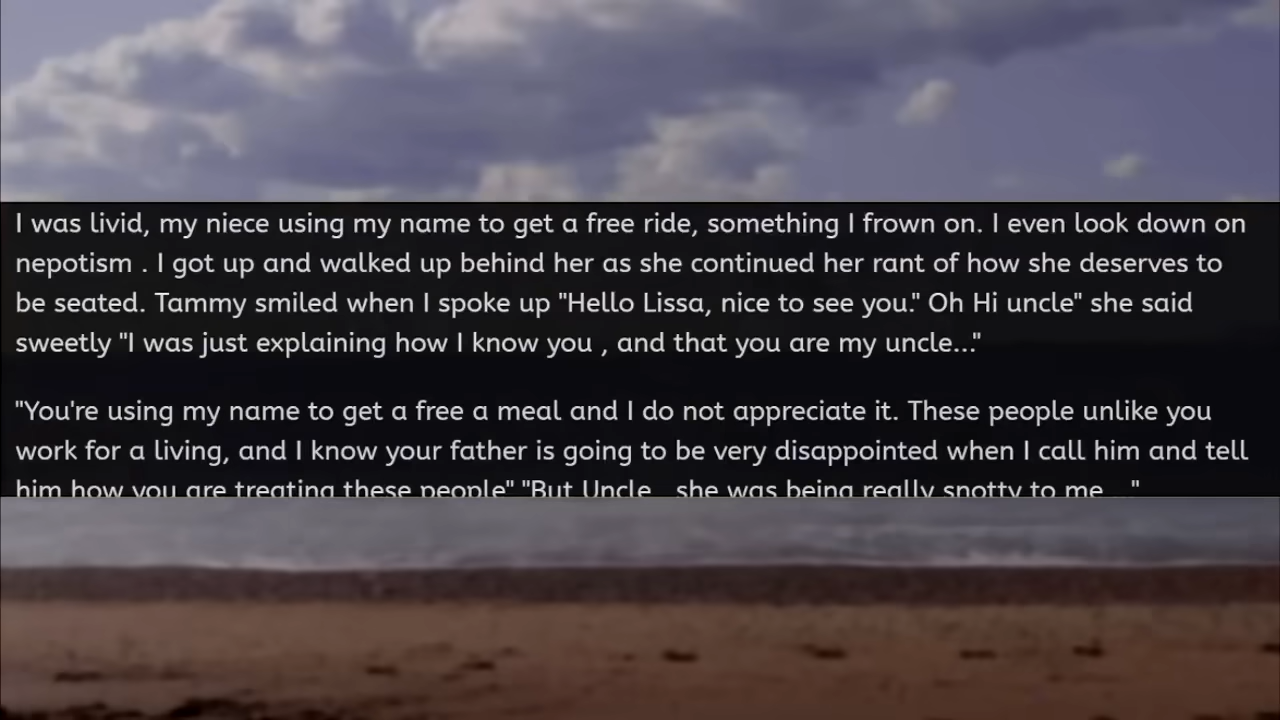 I was livid, my niece using my name to get a free ride, something I frown on. I even look down on
nepotism . I got up and walked up behind her as she continued her rant of how she deserves to
be seated. Tammy smiled when I spoke up "Hello Lissa, nice to see you." Oh Hi uncle" she said
sweetly "I was just explaining how I know you , and that you are my uncle..."
"You're using my name to get a free a meal and I do not appreciate it. These people unlike you
work for a living, and I know your father is going to be very disappointed when I call him and tell
him how you are treating these people" "But Uncle.. she was being really snotty to me ..."